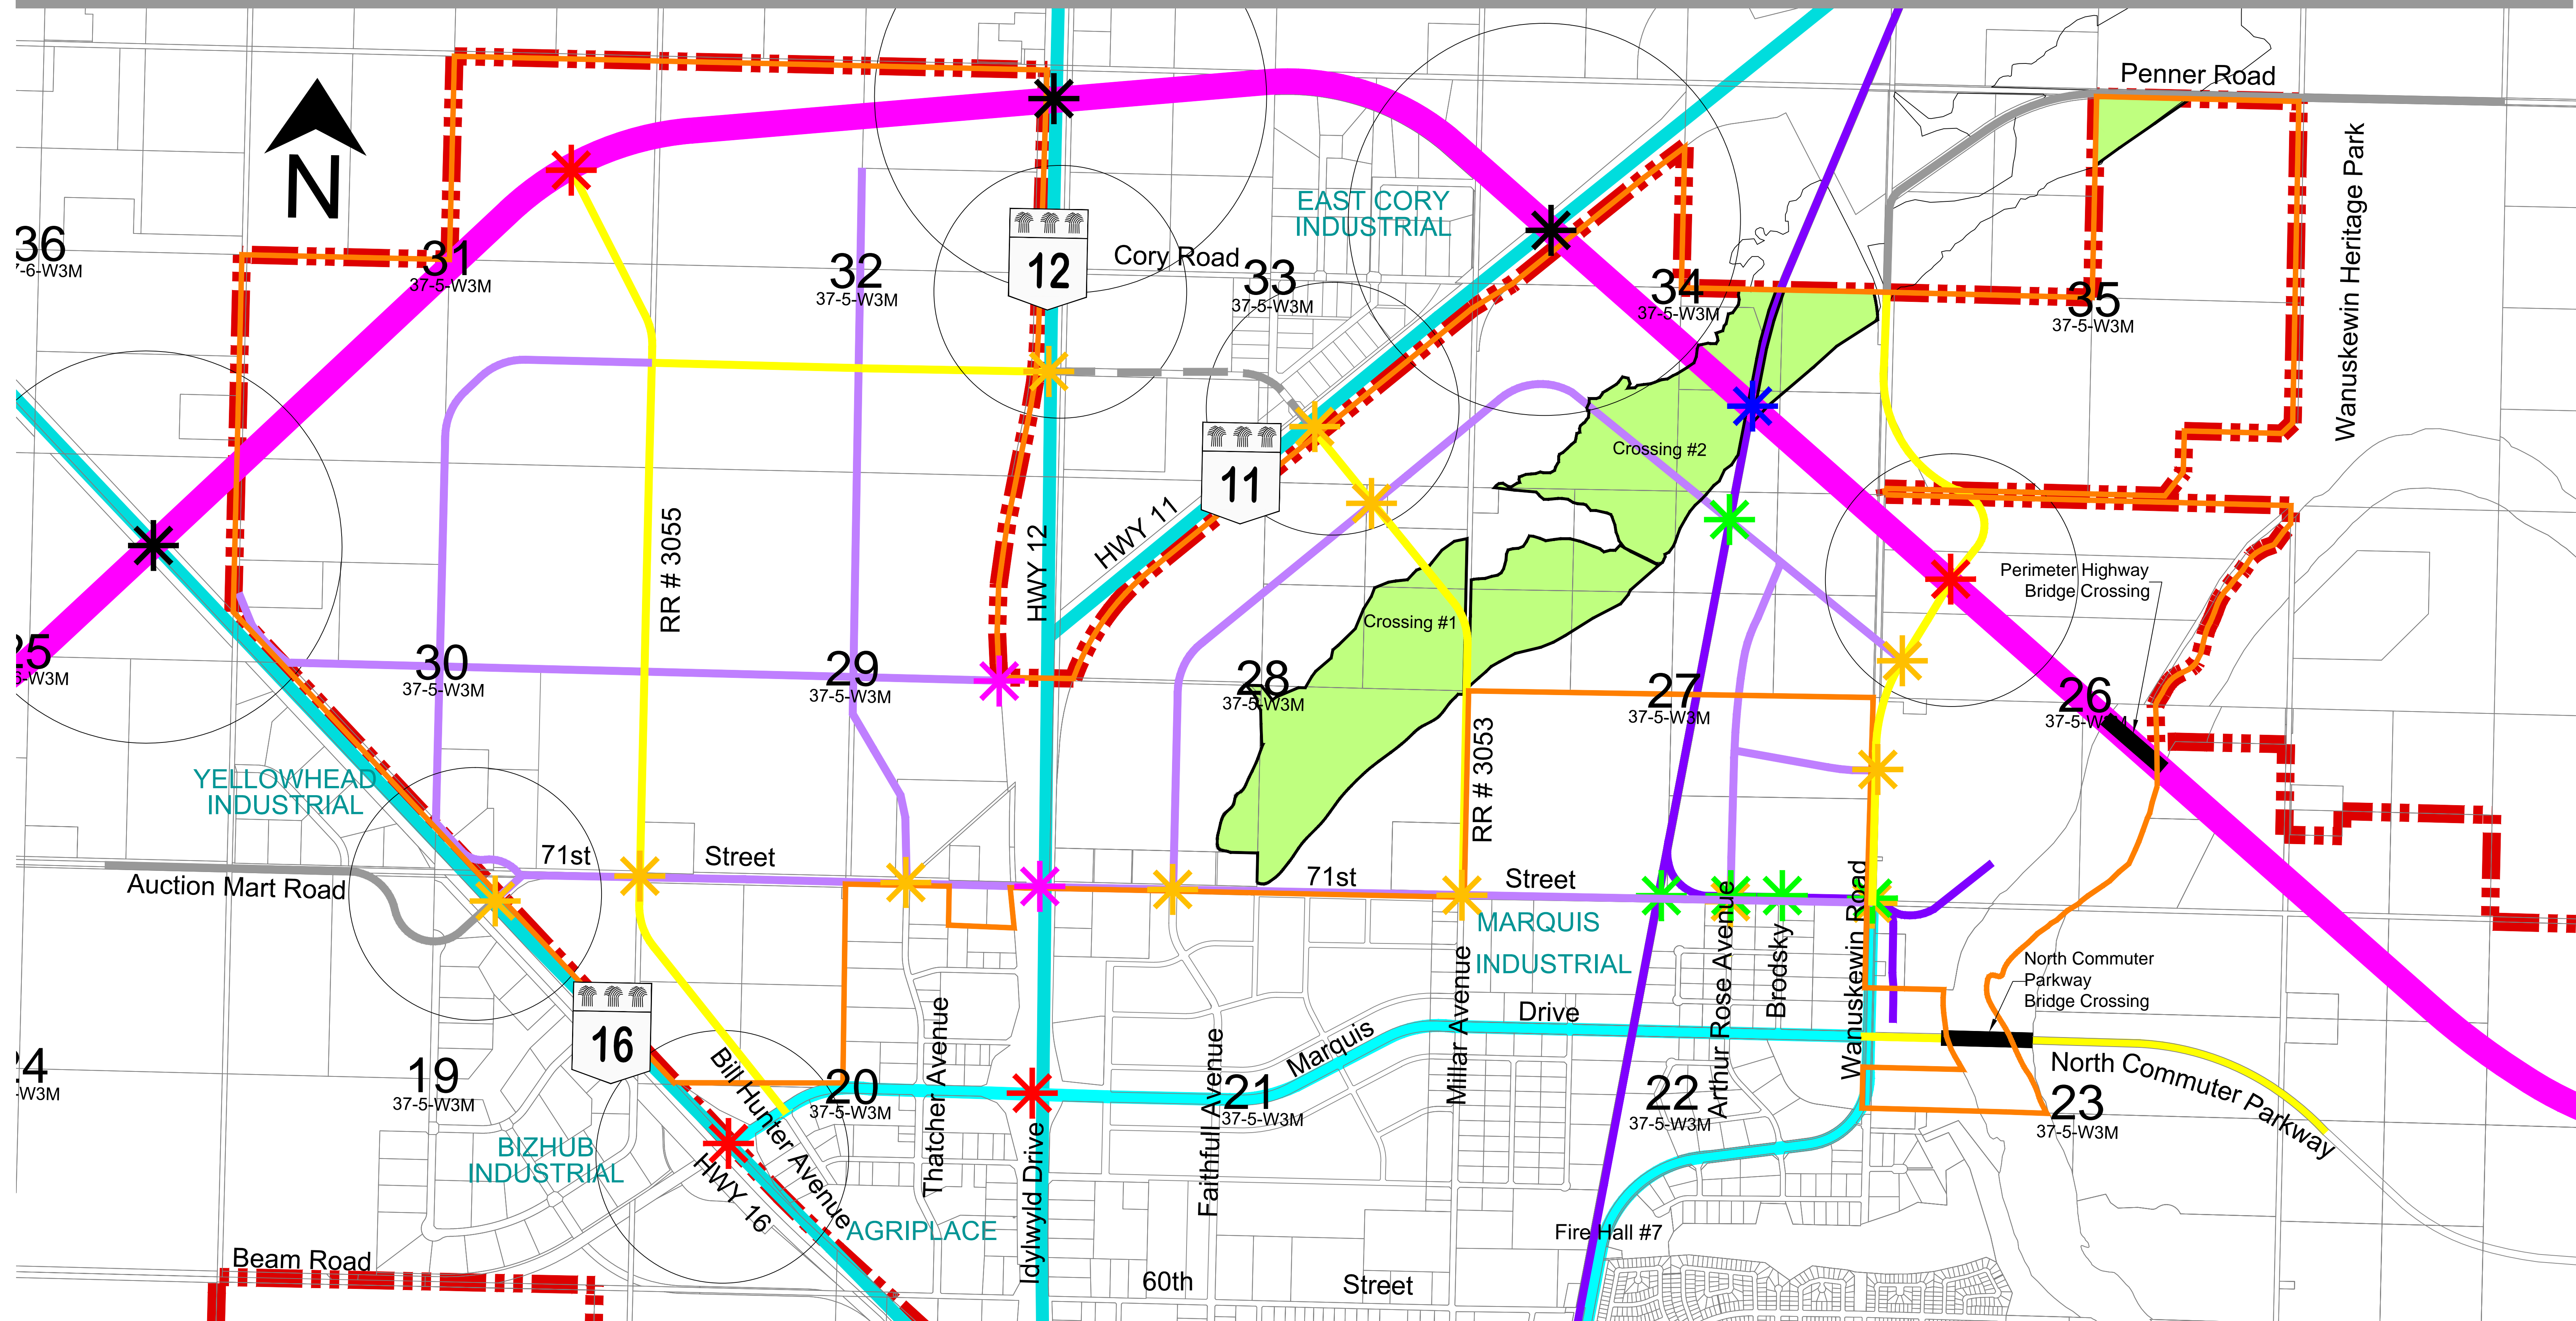 Penner Road
Wanuskewin Heritage Park
N
EAST CORY
INDUSTRIAL
36
7-6-W3M
31
37-5-W3M
32
37-5-W3M
12
Cory Road
33
37-5-W3M
34
37-5-W3M
35
37-5-W3M
Crossing #2
11
HWY 11
HWY 12
RR # 3055
Perimeter Highway
Bridge Crossing
Crossing #1
25
6-W3M
30
37-5-W3M
29
37-5-W3M
28
37-5-W3M
27
37-5-W3M
26
37-5-W3M
RR # 3053
YELLOWHEAD
INDUSTRIAL
71st
Street
71st
Street
Auction Mart Road
MARQUIS
INDUSTRIAL
Millar Avenue
Arthur Rose Avenue
Brodsky
Wanuskewin Road
North Commuter
Parkway
Bridge Crossing
16
Thatcher Avenue
Faithfull Avenue
Marquis
Drive
North Commuter Parkway
24
-W3M
19
37-5-W3M
20
37-5-W3M
21
37-5-W3M
22
37-5-W3M
23
37-5-W3M
Bill Hunter Avenue
BIZHUB
INDUSTRIAL
HWY 16
AGRIPLACE
Idylwyld Drive
Fire Hall #7
Beam Road
60th
Street